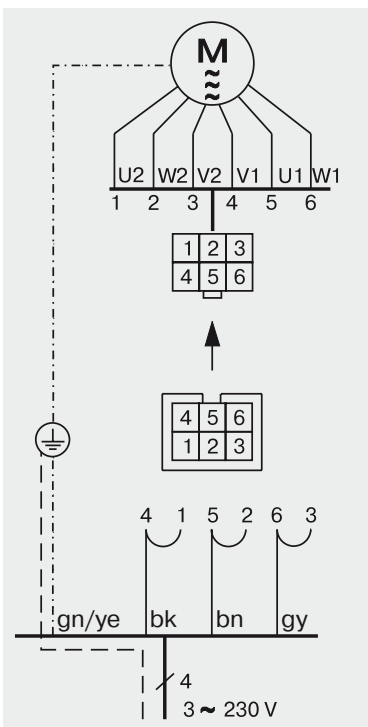 M
~
~
~
U2 W2 V2 V1 U1 W1
1 2 3 4 5 6
1 2 3
4 5 6
4 5 6
1 2 3
4 1 5 2 6 3
gn/ye bk bn gy
4
3 ~ 230 V